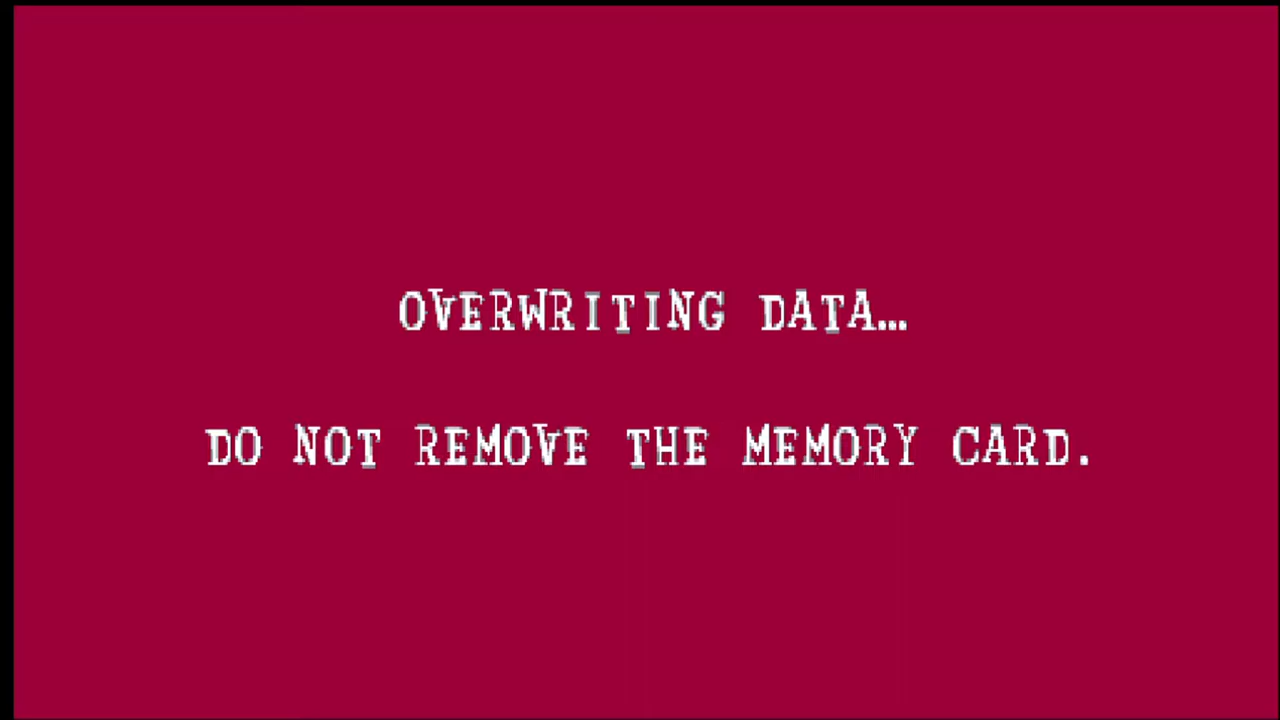 OVERWRITING DATA…
DO NOT REMOVE THE MEMORY CARD.